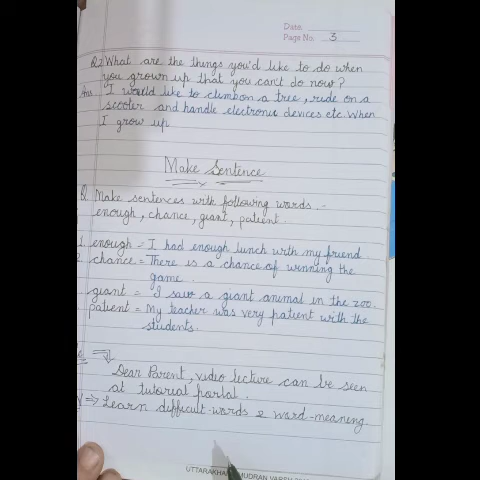 Date
Page No. 3
Q2 What are the things you'd like to do when
you grown up that you can't do now?
Ans I would like to climb on a tree, ride on a
scooter and handle electronic devices etc. When
I grow up
Make Sentence
Q Make sentences with following words.-
enough, chance, giant, patient.
1. enough = I had enough lunch with my friend.
2 chance = There is a chance of winning the
game.
giant = I saw a giant animal in the zoo.
patient = My teacher was very patient with the
students.
Dear Parent, video lecture can be seen
at tutorial portal.
⇒ Learn difficult-words & word-meaning.
MUDRAN